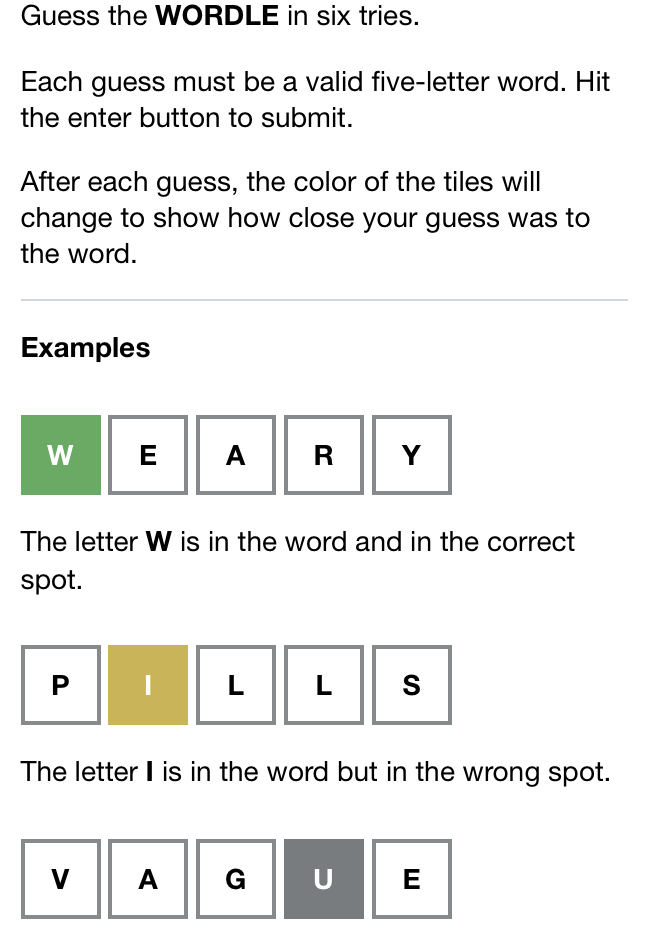 Guess the WORDLE in six tries.
Each guess must be a valid five-letter word. Hit
the enter button to submit.
After each guess, the color of the tiles will
change to show how close your guess was to
the word.
Examples
W E A R Y
The letter W is in the word and in the correct
spot.
P I L L S
The letter I is in the word but in the wrong spot.
V A G U E